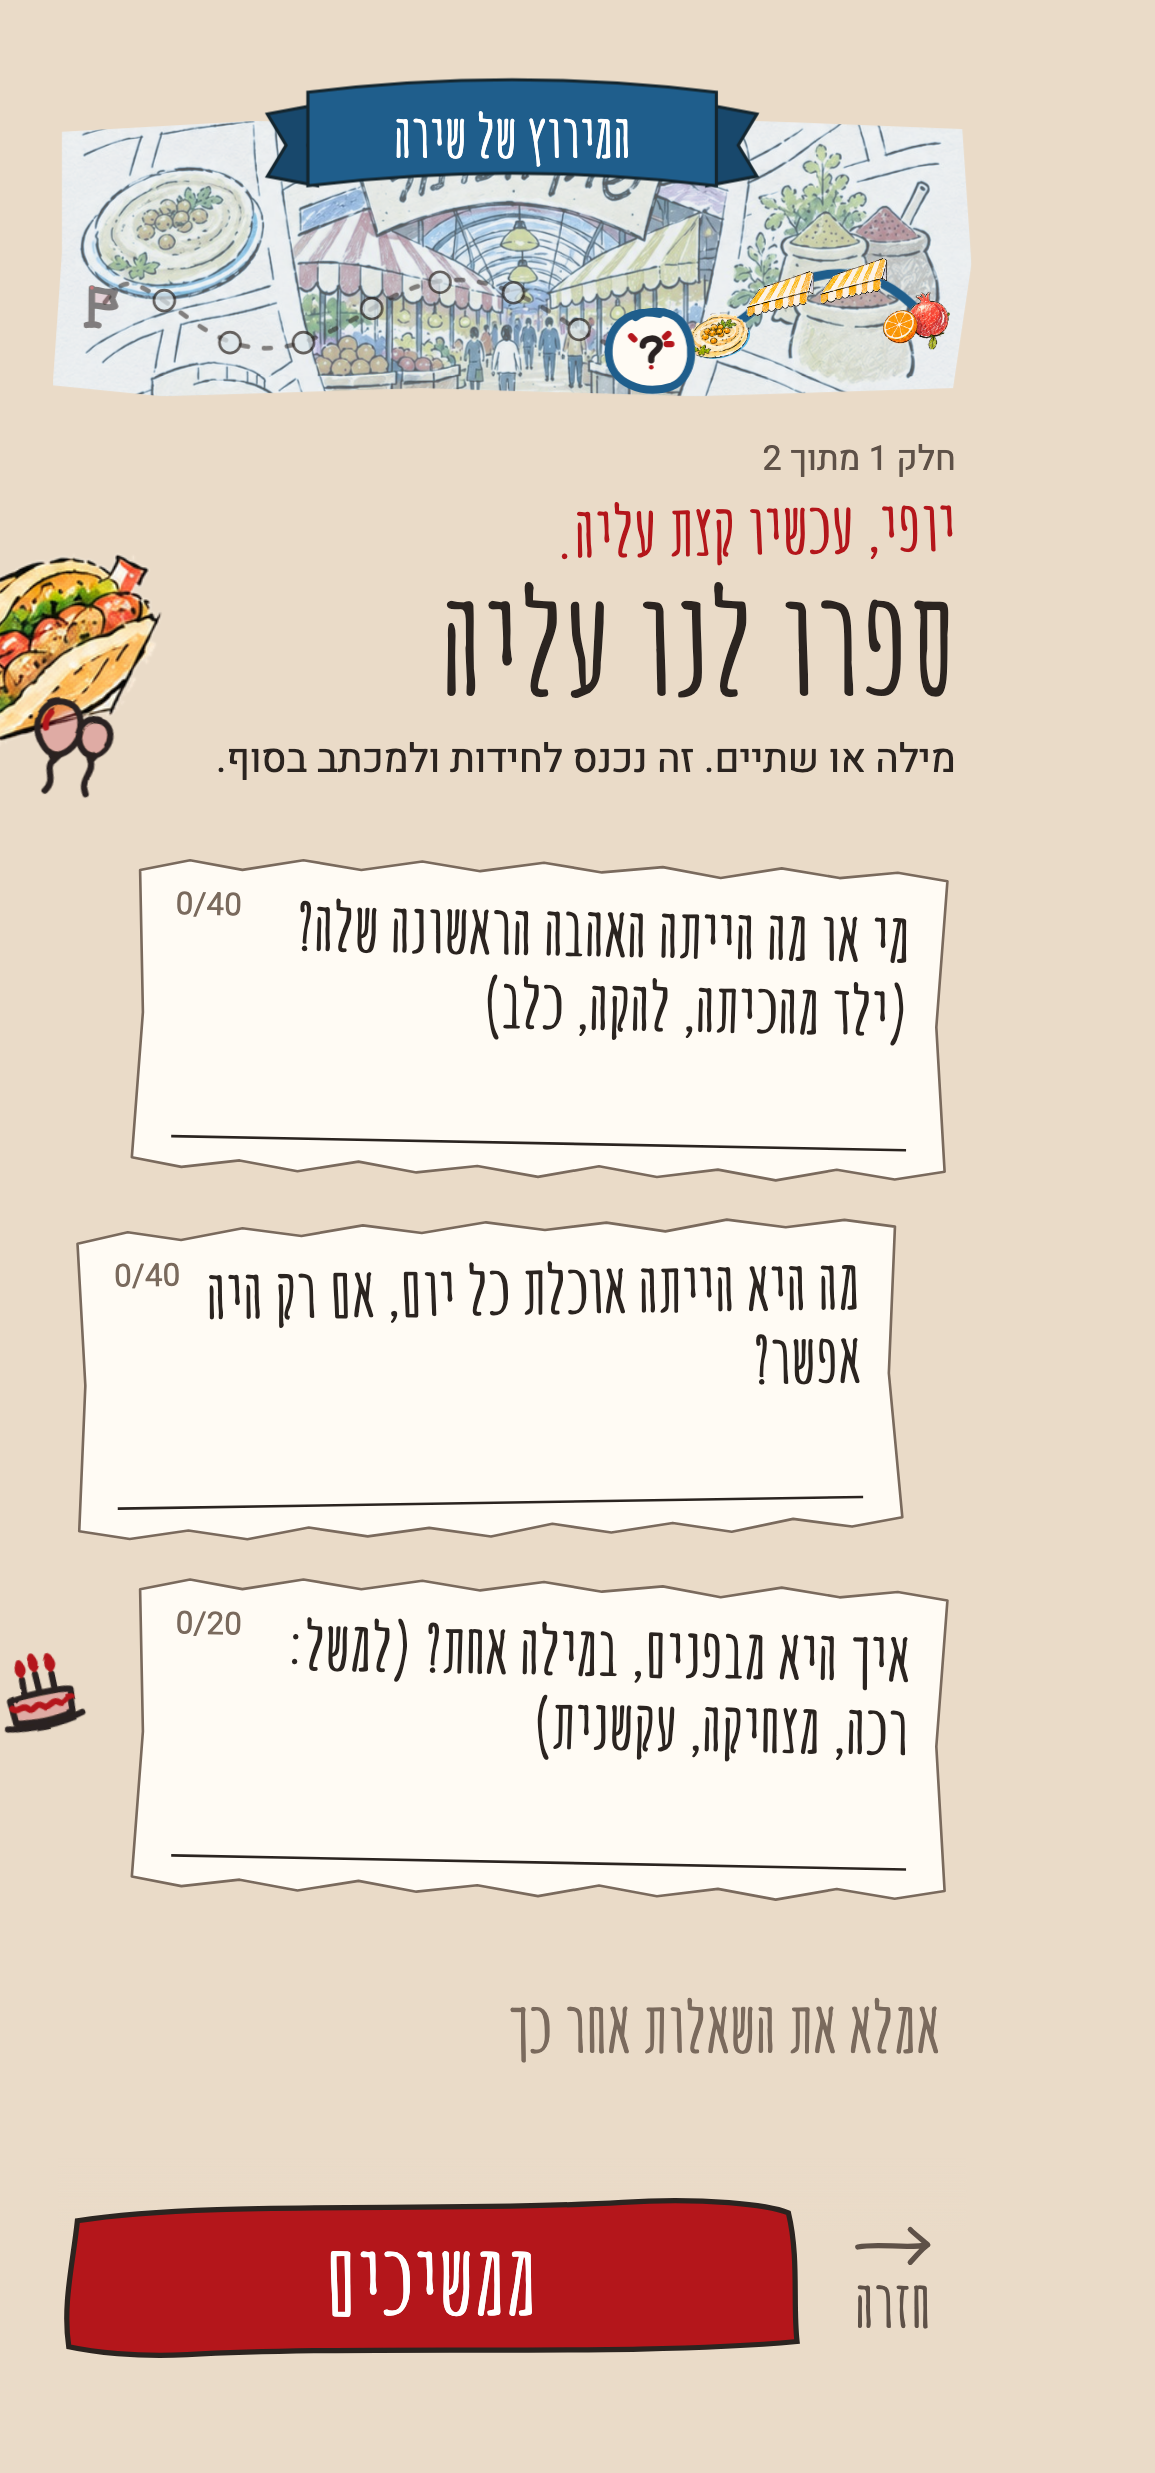 המירוץ של שירה
חלק 1 מתוך 2
יופי, עכשיו קצת עליה.
ספרו לנו עליה
מילה או שתיים. זה נכנס לחידות ולמכתב בסוף.
מי או מה הייתה האהבה הראשונה שלה?
0/40
(ילד מהכיתה, להקה, כלב)
מה היא הייתה אוכלת כל יום, אם רק היה
0/40
אפשר?
איך היא מבפנים, במילה אחת? (למשל:
0/20
רכה, מצחיקה, עקשנית)
אמלא את השאלות אחר כך
חזרה
ממשיכים